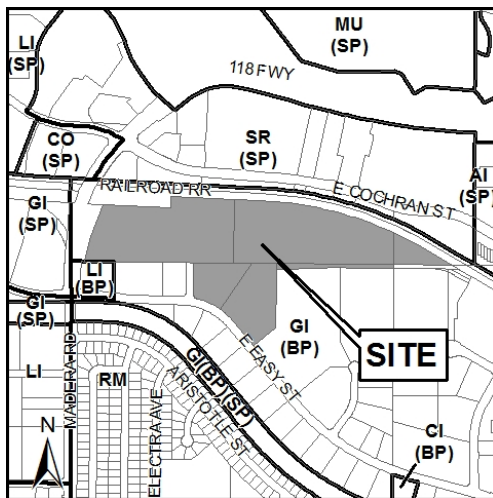 LI
(SP)
MU
(SP)
118 FWY
CO
(SP)
SR
(SP)
RAILROAD RR
E COCHRAN ST
AI
(SP)
GI
(SP)
LI
(BP)
GI
(SP)
GI
(BP)
SITE
E EASY ST
GI(BP)(SP)
LI
MADERA RD
RM
ELECTRA AVE
ARISTOTLE ST
CI
(BP)
N